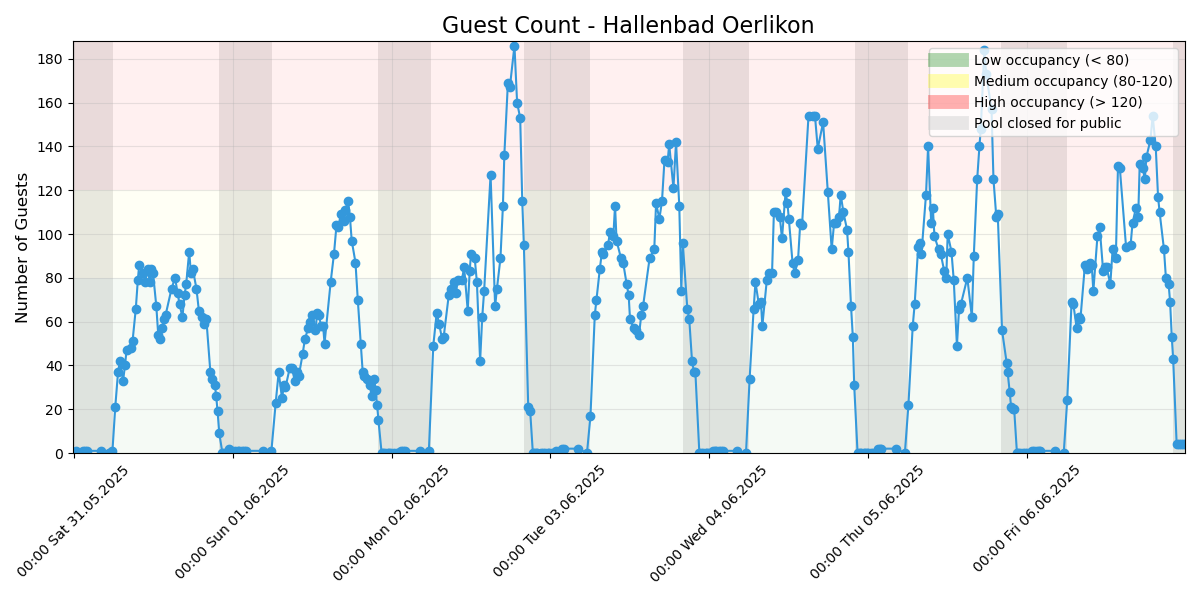 Guest Count - Hallenbad Oerlikon
Number of Guests
180
160
140
120
100
80
60
40
20
0
Low occupancy (< 80)
Medium occupancy (80-120)
High occupancy (> 120)
Pool closed for public
00:00 Sat 31.05.2025
00:00 Sun 01.06.2025
00:00 Mon 02.06.2025
00:00 Tue 03.06.2025
00:00 Wed 04.06.2025
00:00 Thu 05.06.2025
00:00 Fri 06.06.2025